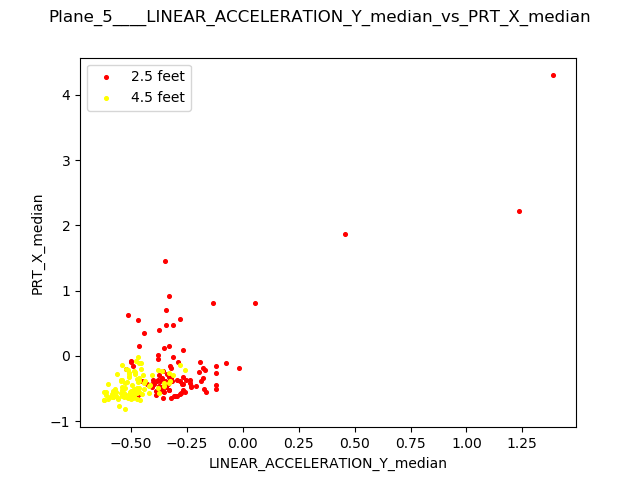 Plane_5____LINEAR_ACCELERATION_Y_median_vs_PRT_X_median
2.5 feet
4.5 feet
4
3
2
1
0
−1
PRT_X_median
−0.50 −0.25 0.00 0.25 0.50 0.75 1.00 1.25
LINEAR_ACCELERATION_Y_median